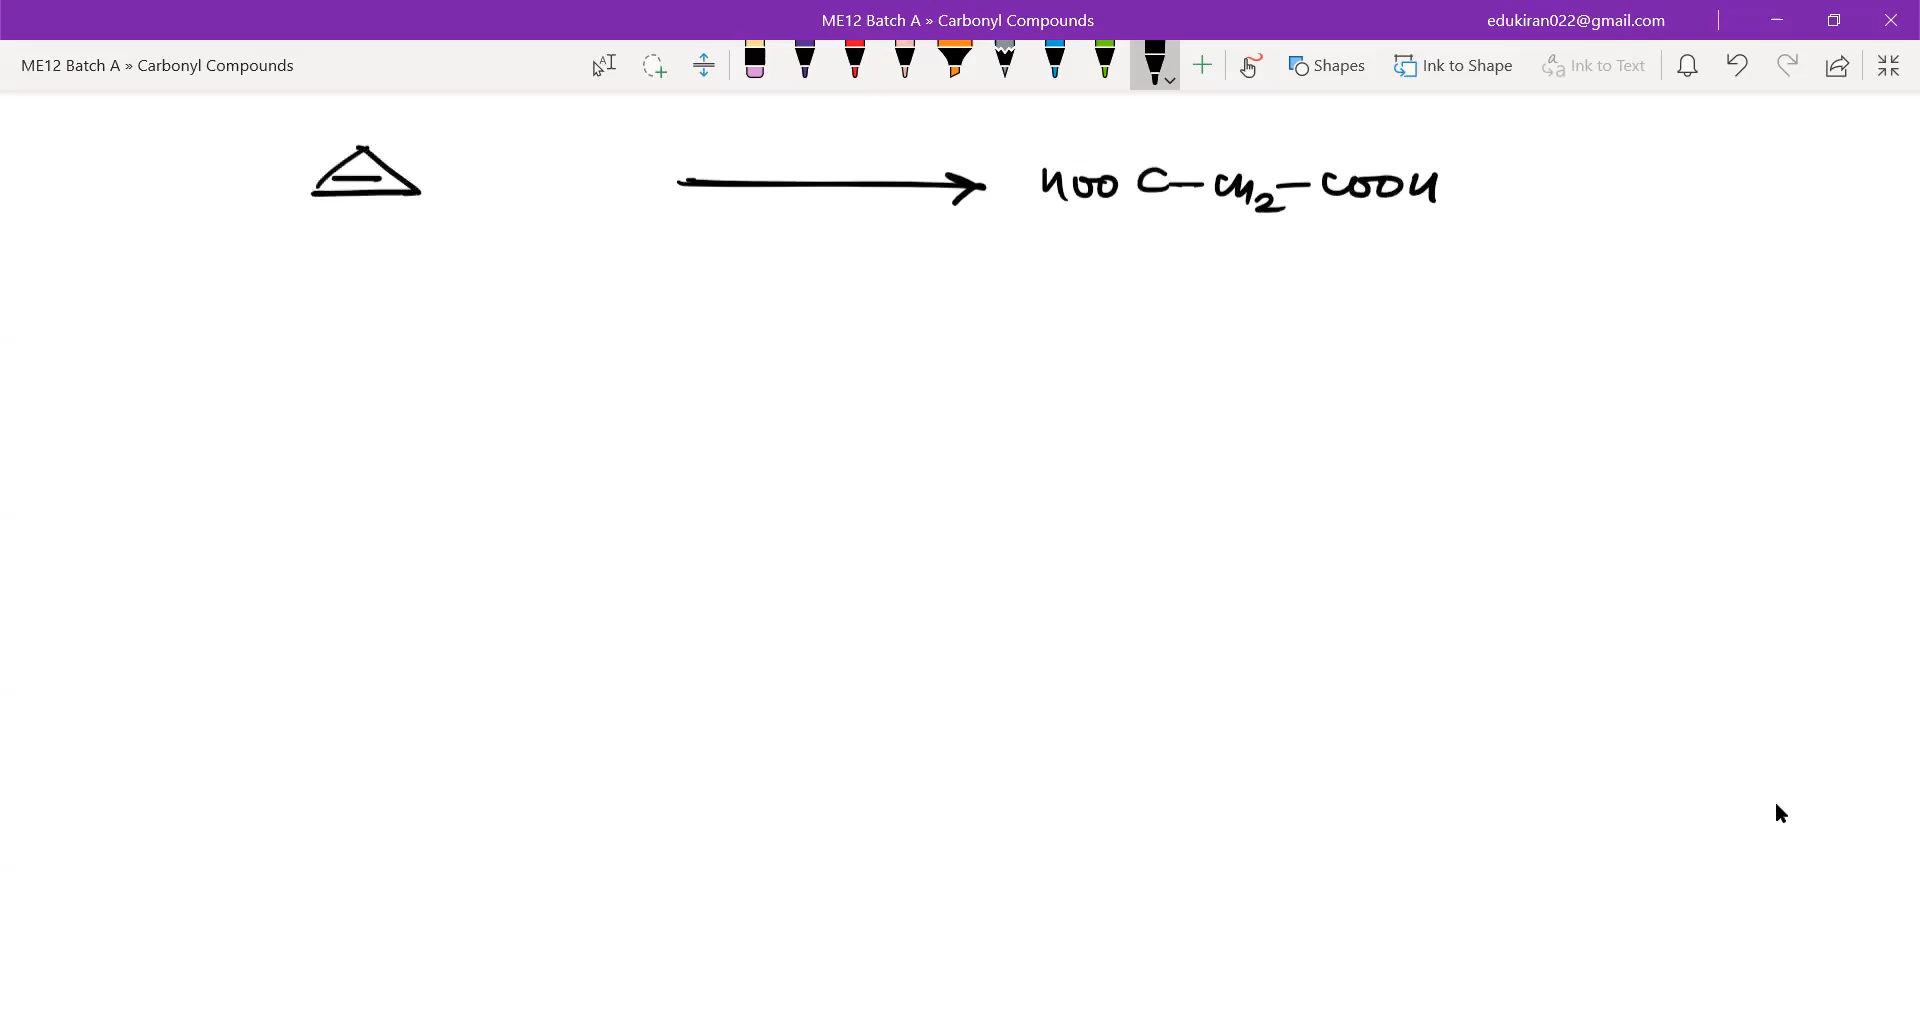 ME12 Batch A » Carbonyl Compounds
edukiran022@gmail.com
ME12 Batch A » Carbonyl Compounds
Shapes
Ink to Shape
Ink to Text
HOOC-CH2-COOH